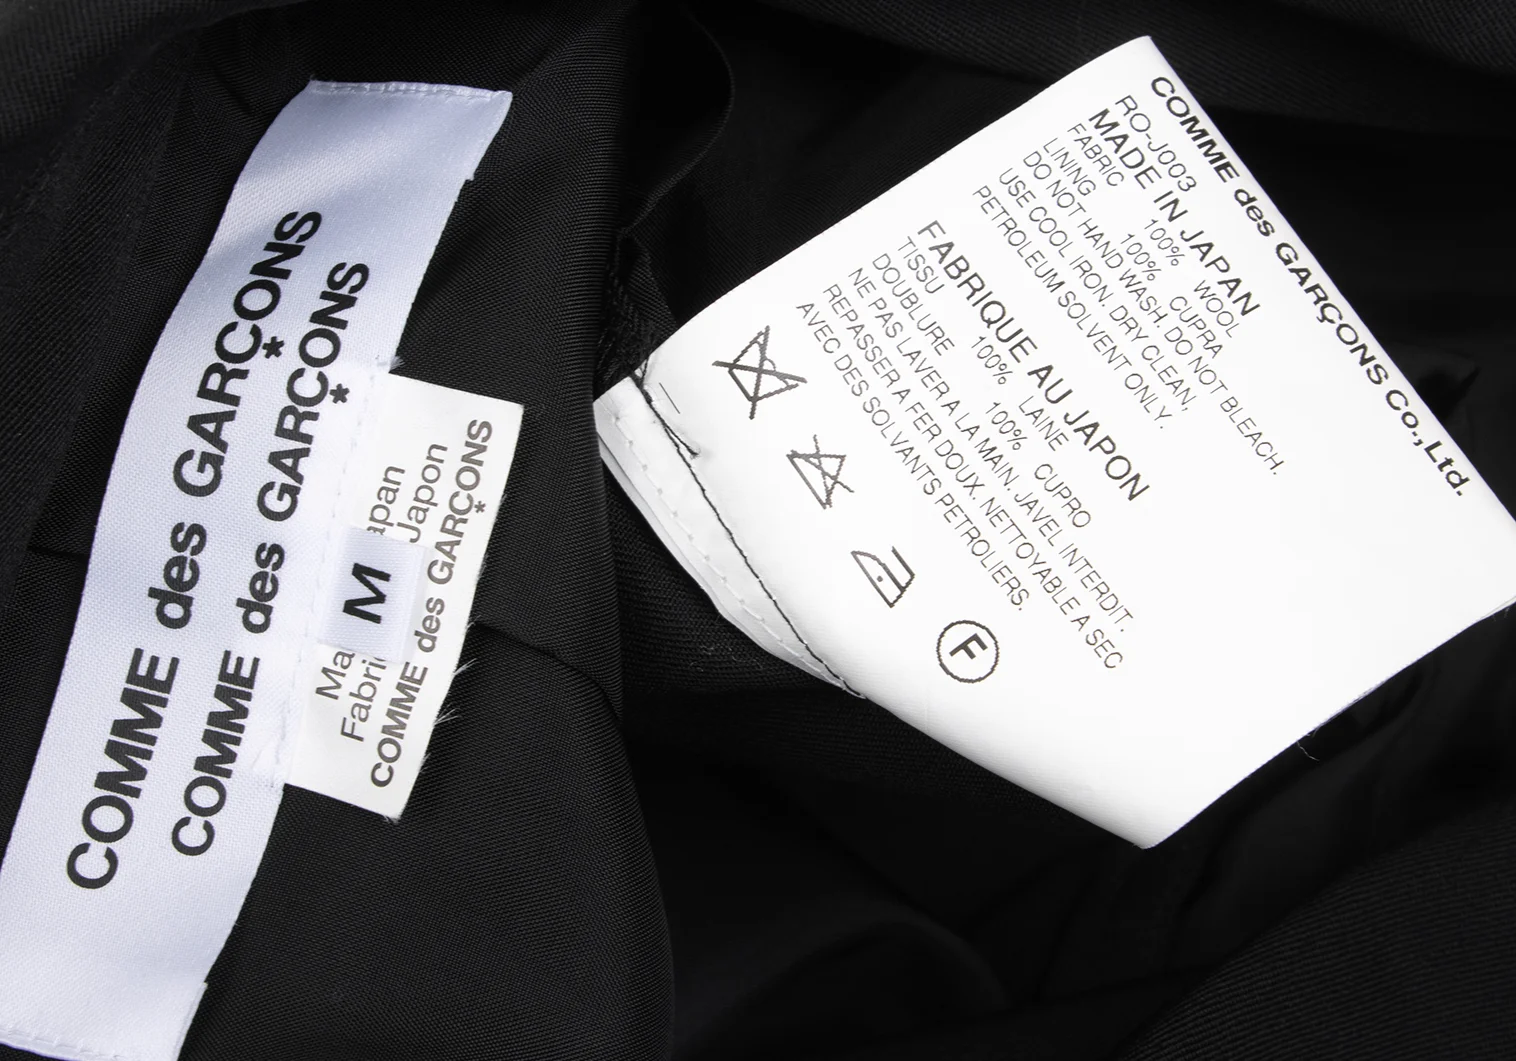 COMME des GARÇONS
COMME des GARÇONS
M
Japon
COMME des GARÇONS
COMME des GARÇONS Co.,Ltd.
RO-J003
MADE IN JAPAN
FABRIC 100% WOOL
LINING 100% CUPRA
DO NOT HAND WASH. DO NOT BLEACH.
USE COOL IRON. DRY CLEAN,
PETROLEUM SOLVENT ONLY.
FABRIQUE AU JAPON
TISSU 100% LAINE
DOUBLURE 100% CUPRO
NE PAS LAVER A LA MAIN. JAVEL INTERDIT.
REPASSER A FER DOUX. NETTOYABLE A SEC
AVEC DES SOLVANTS PETROLIERS.
F